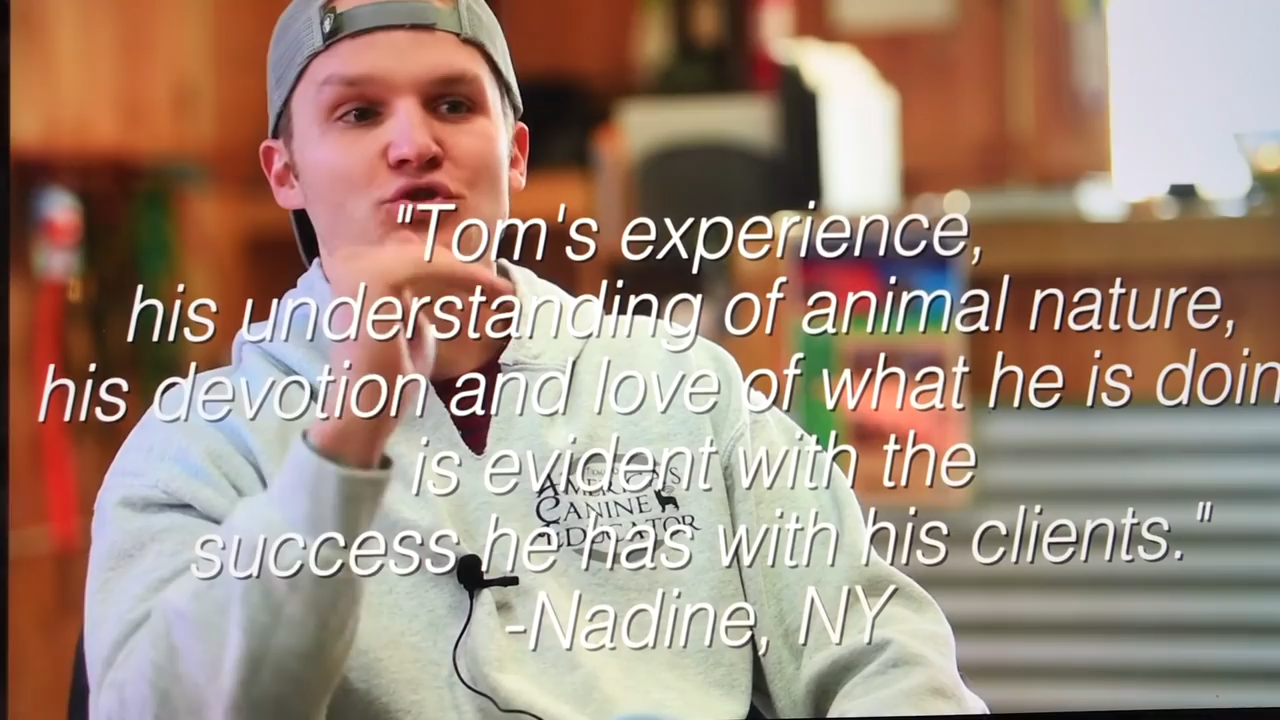 "Tom's experience,
his understanding of animal nature,
his devotion and love of what he is doin
is evident with the
success he has with his clients."
-Nadine, NY
AMERICA'S
CANINE
EDUCATOR